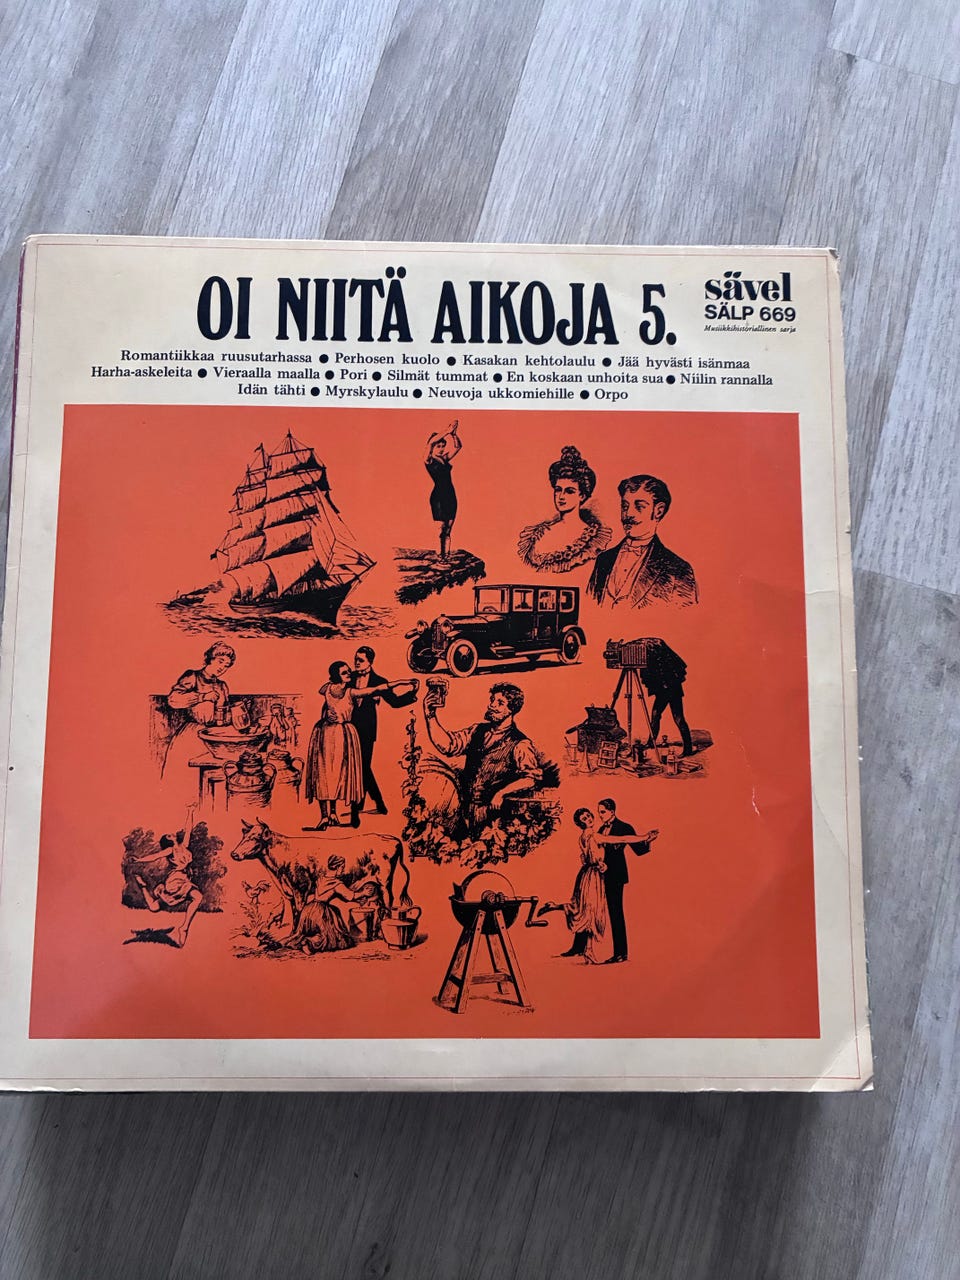 OI NIITÄ AIKOJA 5.
sävel
SÄLP 669
Musiikkihistoriallinen sarja
Romantiikkaa ruusutarhassa ● Perhosen kuolo ● Kasakan kehtolaulu ● Jää hyvästi isänmaa
Harha-askeleita ● Vieraalla maalla ● Pori ● Silmät tummat ● En koskaan unhoita sua ● Niilin rannalla
Idän tähti ● Myrskylaulu ● Neuvoja ukkomiehille ● Orpo